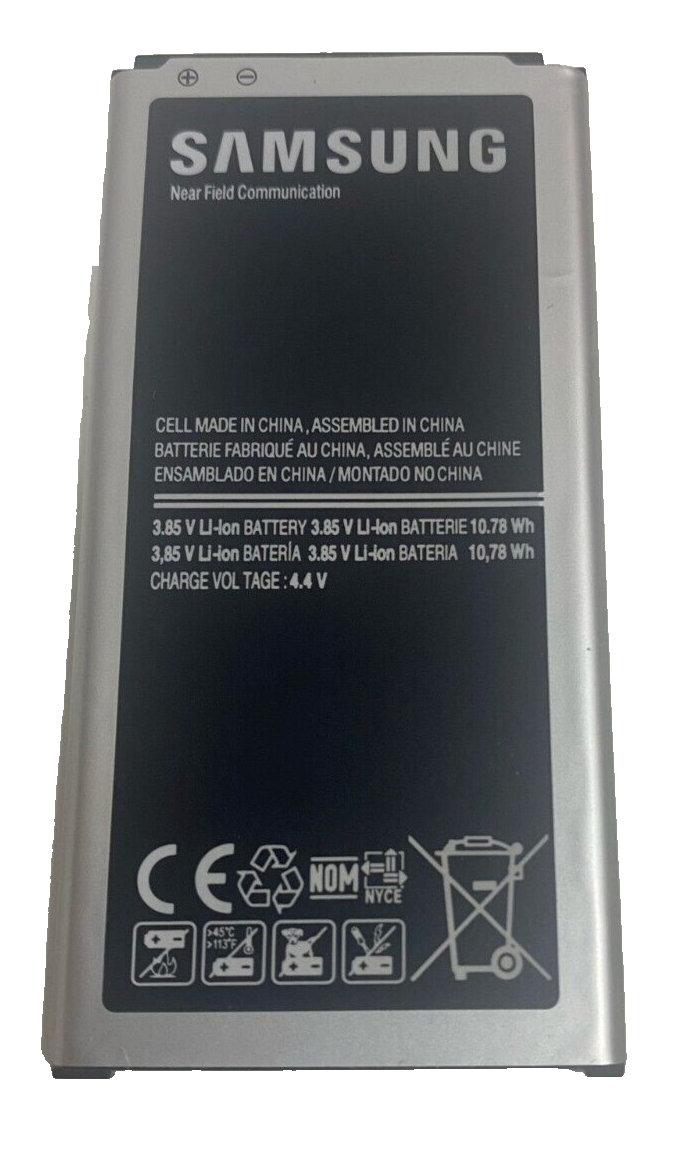 SAMSUNG
Near Field Communication
CELL MADE IN CHINA, ASSEMBLED IN CHINA
BATTERIE FABRIQUÉ AU CHINA, ASSEMBLÉ AU CHINE
ENSAMBLADO EN CHINA / MONTADO NO CHINA
3.85 V Li-ion BATTERY 3.85 V Li-ion BATTERIE 10.78 Wh
3,85 V Li-ion BATERÍA 3.85 V Li-ion BATERIA 10,78 Wh
CHARGE VOL TAGE : 4.4 V
CE NOM NYCE
>45°C
>113°F